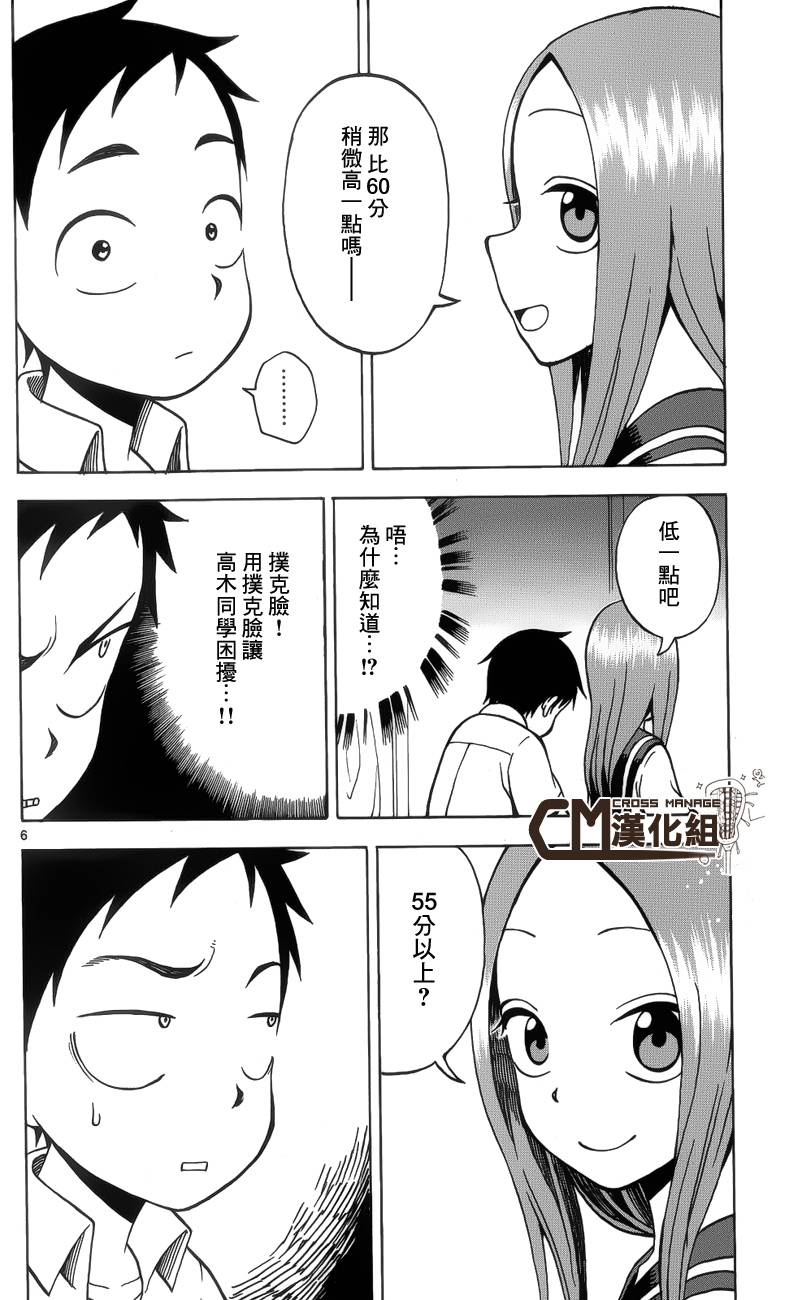 那 比60分
稍微高一點嗎——
………
低一點吧
唔…
為什麼知道…!?
撲克臉！
用撲克臉讓
高木同學困擾…!!
6
CROSS MANAGE
CM漢化組
55分以上？